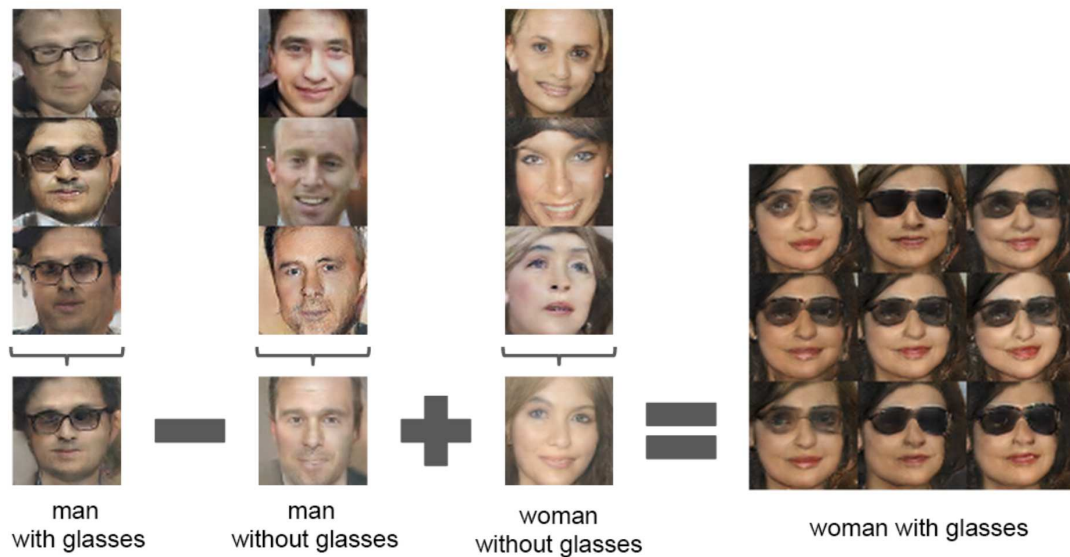 man
with glasses
man
without glasses
woman
without glasses
woman with glasses